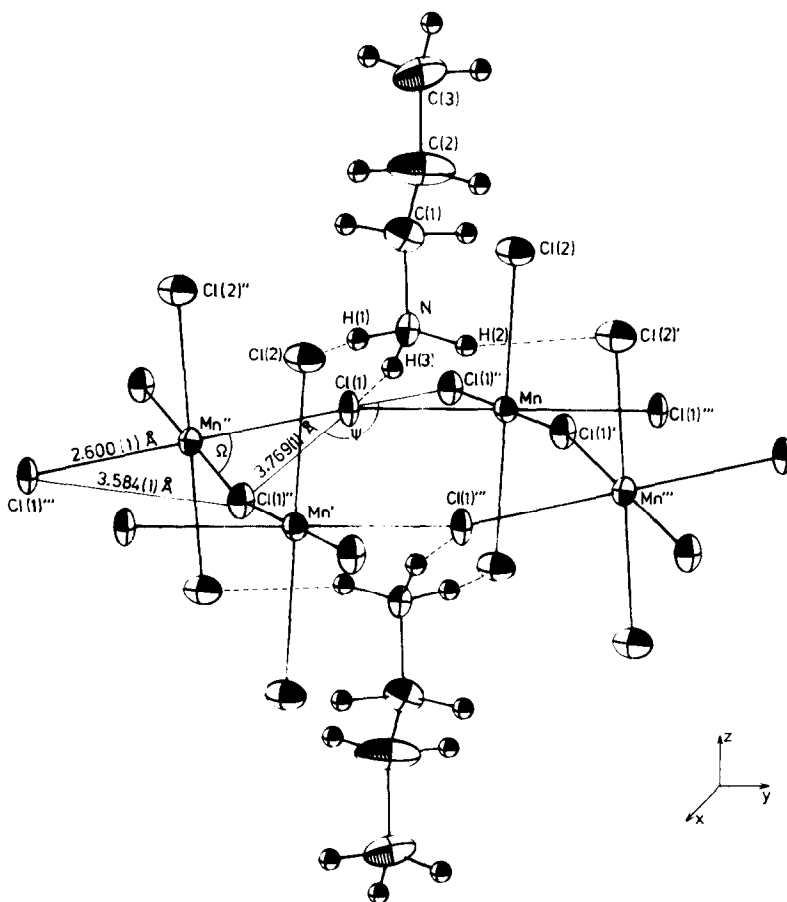 C(3)
C(2)
C(1)
Cl(2)
Cl(2)"
N
H(1)
H(2)
Cl(2)'
Cl(2)
H(3)
Cl(1)
Cl(1)"
Mn
Cl(1)'''
Mn"
Cl(1)'
2.600(1) Å
Ω
3.769(1) Å
ψ
3.584(1) Å
Cl(1)'''
Cl(1)"
Cl(1)'''
Mn'''
Mn'
z
y
x